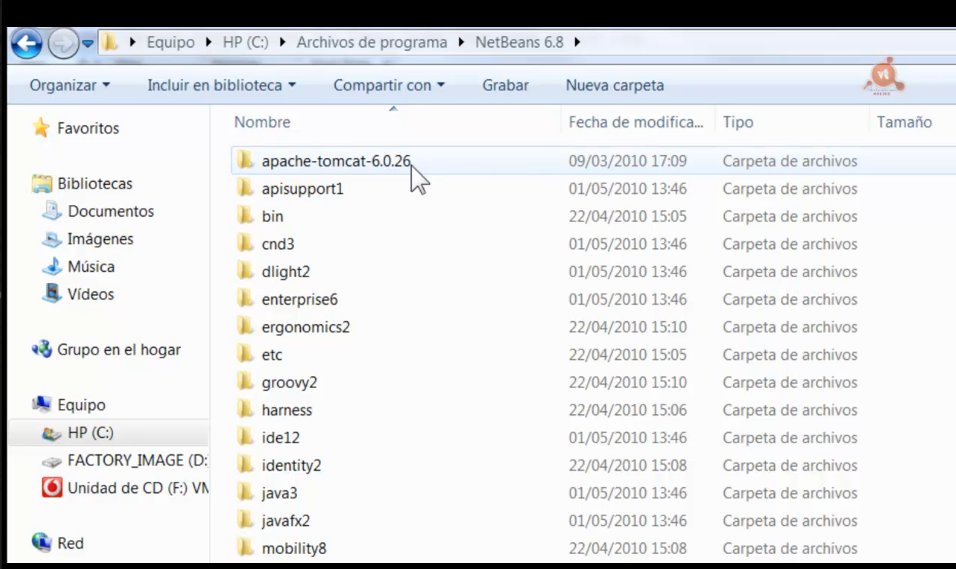 Equipo HP (C:) Archivos de programa NetBeans 6.8
Organizar Incluir en biblioteca Compartir con Grabar Nueva carpeta
Nombre Fecha de modifica... Tipo Tamaño
Favoritos
Bibliotecas
Documentos
Imágenes
Música
Vídeos
Grupo en el hogar
Equipo
HP (C:)
FACTORY_IMAGE (D:
Unidad de CD (F:) VM
Red
apache-tomcat-6.0.26 09/03/2010 17:09 Carpeta de archivos
apisupport1 01/05/2010 13:46 Carpeta de archivos
bin 22/04/2010 15:05 Carpeta de archivos
cnd3 01/05/2010 13:46 Carpeta de archivos
dlight2 01/05/2010 13:46 Carpeta de archivos
enterprise6 01/05/2010 13:46 Carpeta de archivos
ergonomics2 22/04/2010 15:10 Carpeta de archivos
etc 22/04/2010 15:05 Carpeta de archivos
groovy2 22/04/2010 15:10 Carpeta de archivos
harness 22/04/2010 15:06 Carpeta de archivos
ide12 01/05/2010 13:46 Carpeta de archivos
identity2 22/04/2010 15:08 Carpeta de archivos
java3 01/05/2010 13:46 Carpeta de archivos
javafx2 01/05/2010 13:46 Carpeta de archivos
mobility8 22/04/2010 15:08 Carpeta de archivos